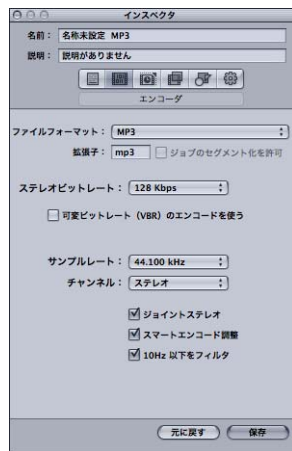 インスペクタ
名前： 名称未設定 MP3
説明： 説明がありません
エンコーダ
ファイルフォーマット： MP3
拡張子： mp3 ジョブのセグメント化を許可
ステレオビットレート： 128 Kbps
可変ビットレート（VBR）のエンコードを使う
サンプルレート： 44.100 kHz
チャンネル： ステレオ
ジョイントステレオ
スマートエンコード調整
10Hz 以下をフィルタ
元に戻す 保存